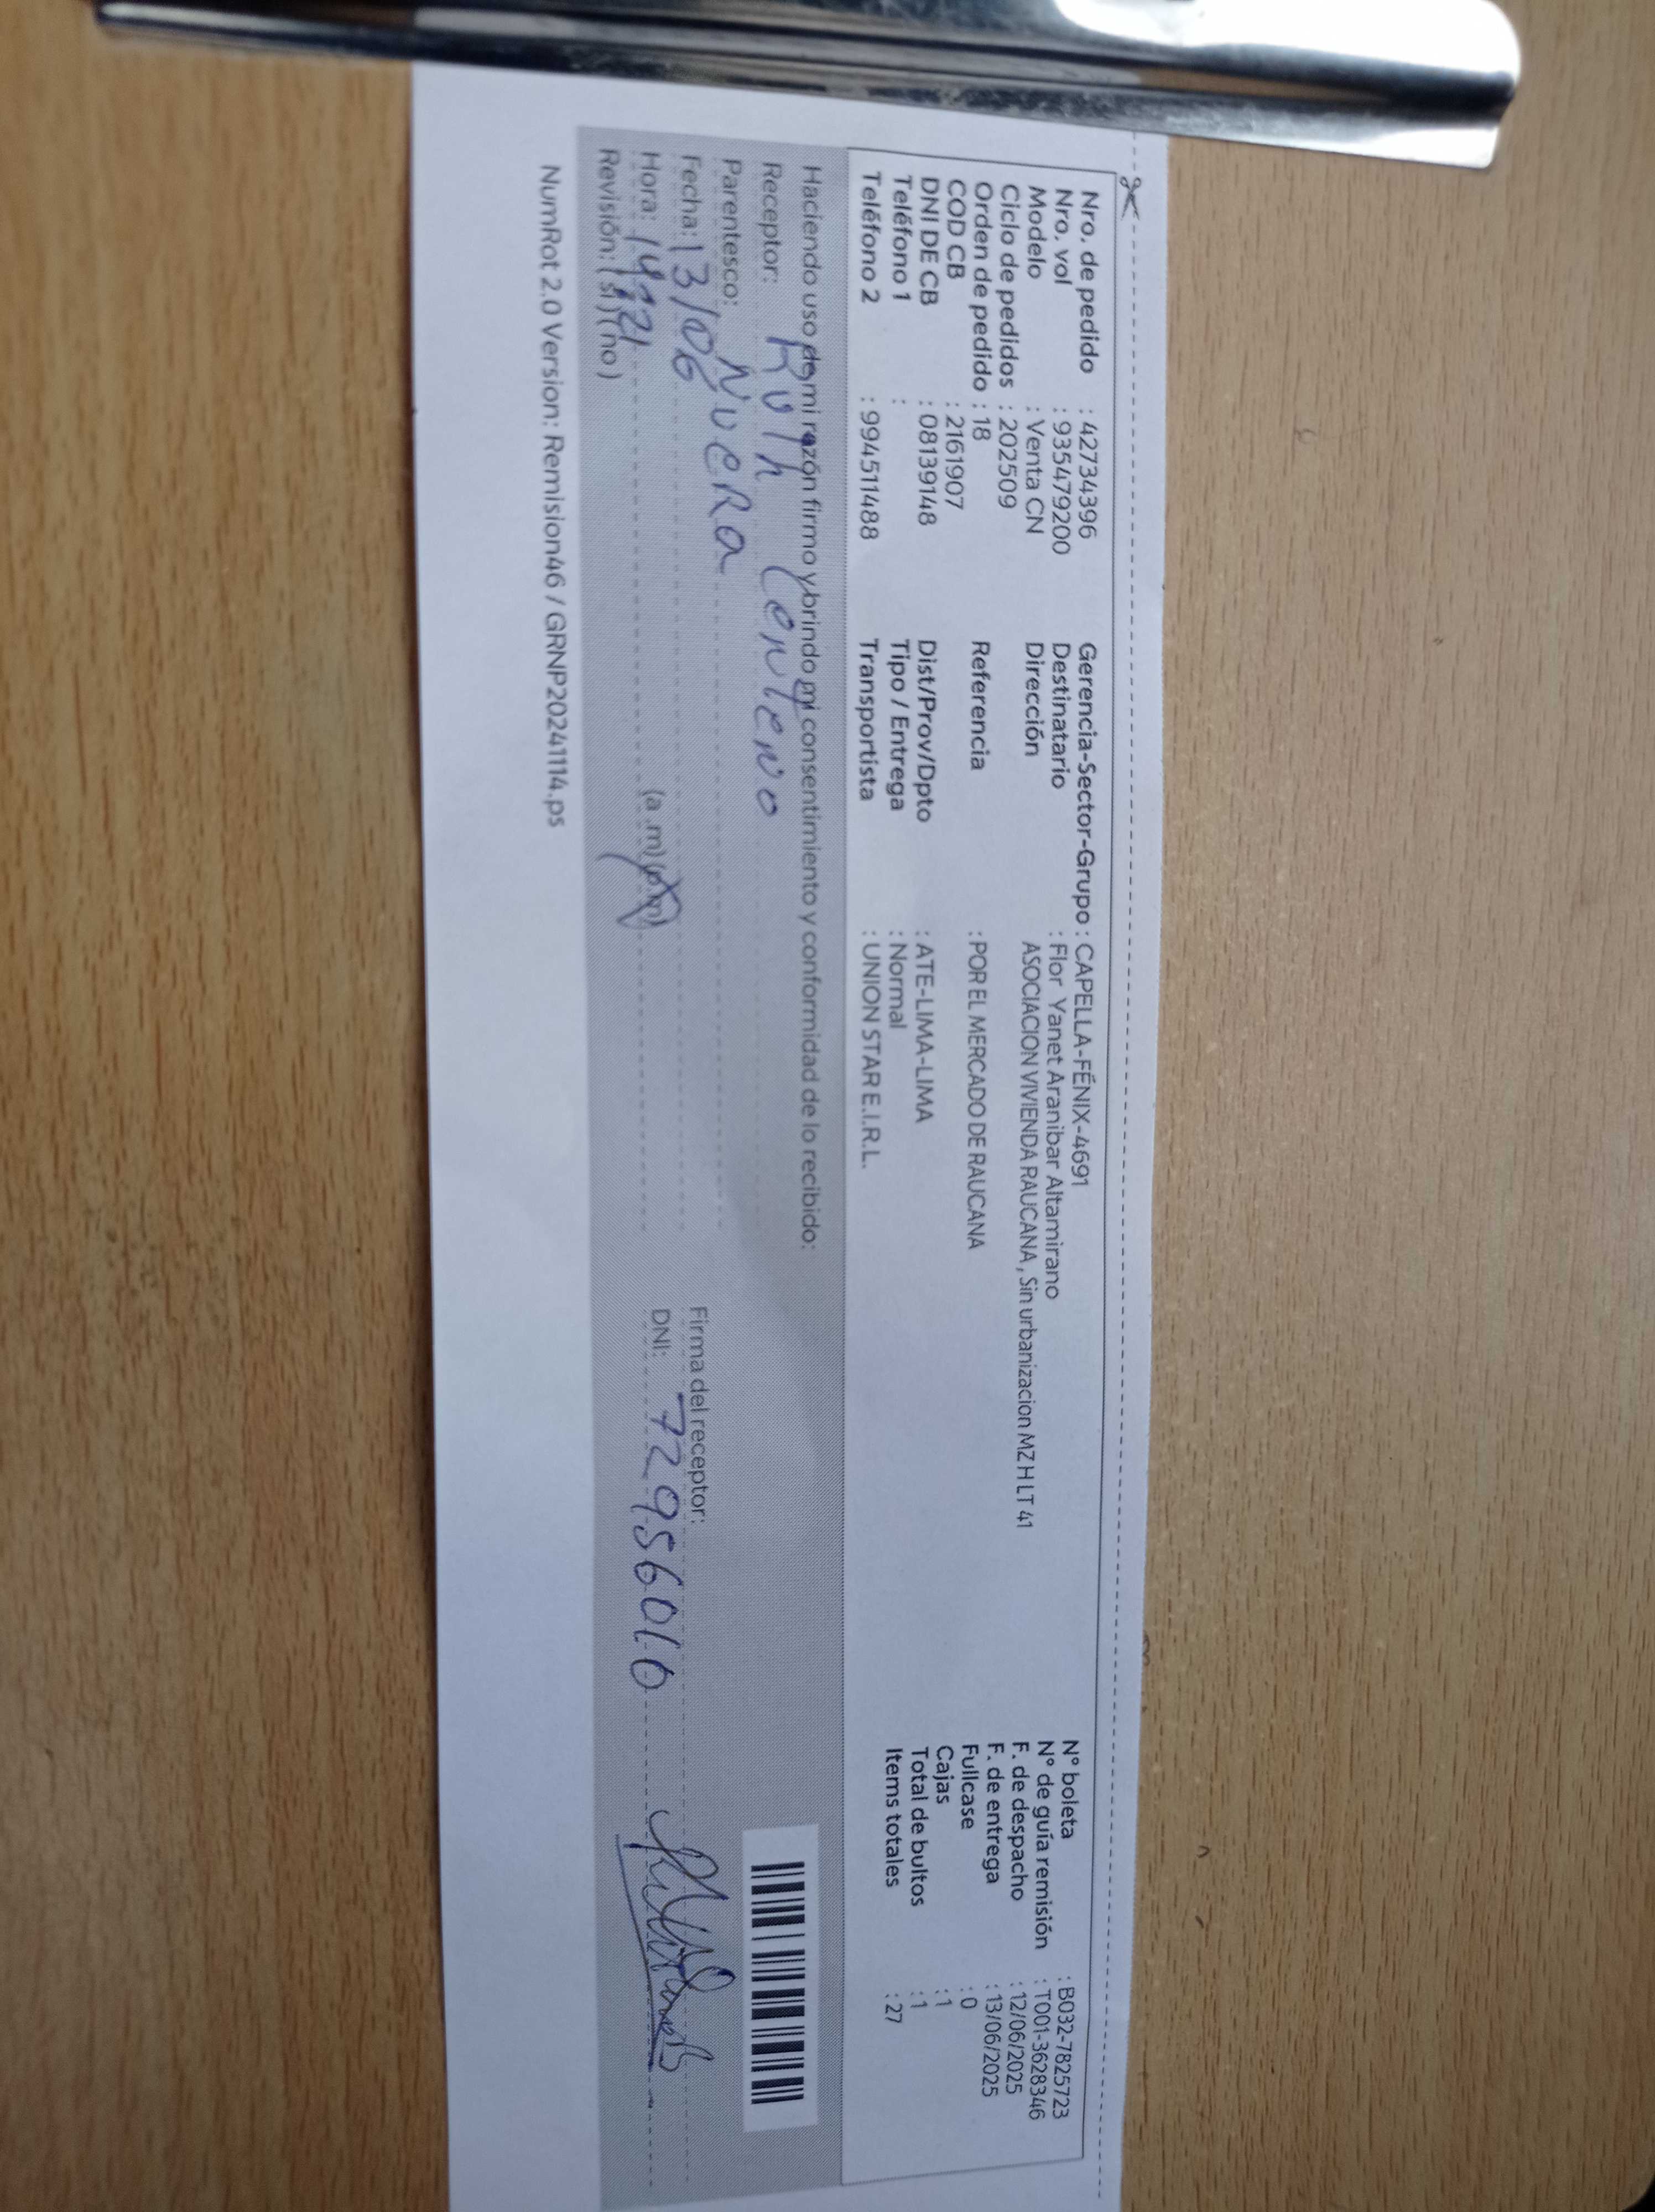 Nro. de pedido : 42734396
Nro. vol : 935479200
Modelo : Venta CN
Ciclo de pedidos : 202509
Orden de pedido : 18
COD CB : 2161907
DNI DE CB : 08139148
Teléfono 1 :
Teléfono 2 : 994511488
Gerencia-Sector-Grupo : CAPELLA-FÉNIX-4691
Destinatario : Flor Yanet Aranibar Altamirano
Dirección ASOCIACION VIVIENDA RAUCANA , Sin urbanizacion MZ H LT 41
Referencia : POR EL MERCADO DE RAUCANA
Dist/Prov/Dpto : ATE-LIMA-LIMA
Tipo / Entrega : Normal
Transportista : UNION STAR E.I.R.L.
N° boleta : B032-7825723
N° de guía remisión : T001-3628346
F. de despacho : 12/06/2025
F. de entrega : 13/06/2025
Fullcase : 0
Cajas : 1
Total de bultos : 1
Items totales : 27
Haciendo uso de mi razón firmo y brindo mi consentimiento y conformidad de lo recibido:
Receptor: Ruth Centeno
Parentesco: NUERA
Fecha: 13/06
Hora: 14:21 (a.m) (p.m)
Revisión: ( si ) ( no )
Firma del receptor:
DNI: 72956010
NumRot 2.0 Version: Remision46 / GRNP20241114.ps